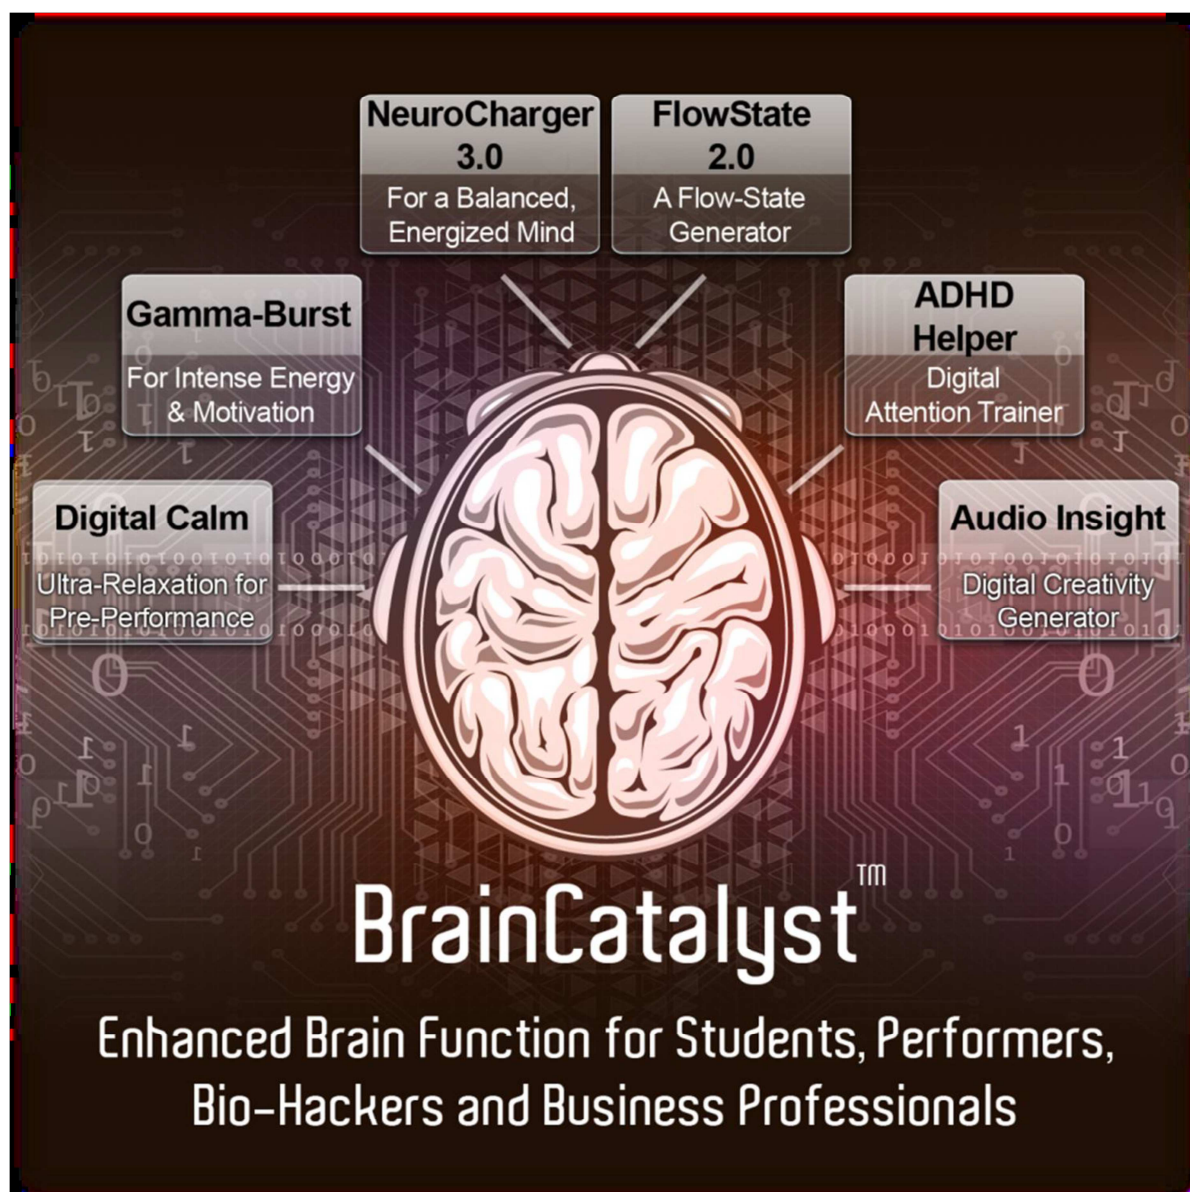 NeuroCharger
3.0
For a Balanced,
Energized Mind
FlowState
2.0
A Flow-State
Generator
Gamma-Burst
For Intense Energy
& Motivation
ADHD
Helper
Digital
Attention Trainer
Digital Calm
Ultra-Relaxation for
Pre-Performance
Audio Insight
Digital Creativity
Generator
BrainCatalyst™
Enhanced Brain Function for Students, Performers,
Bio-Hackers and Business Professionals